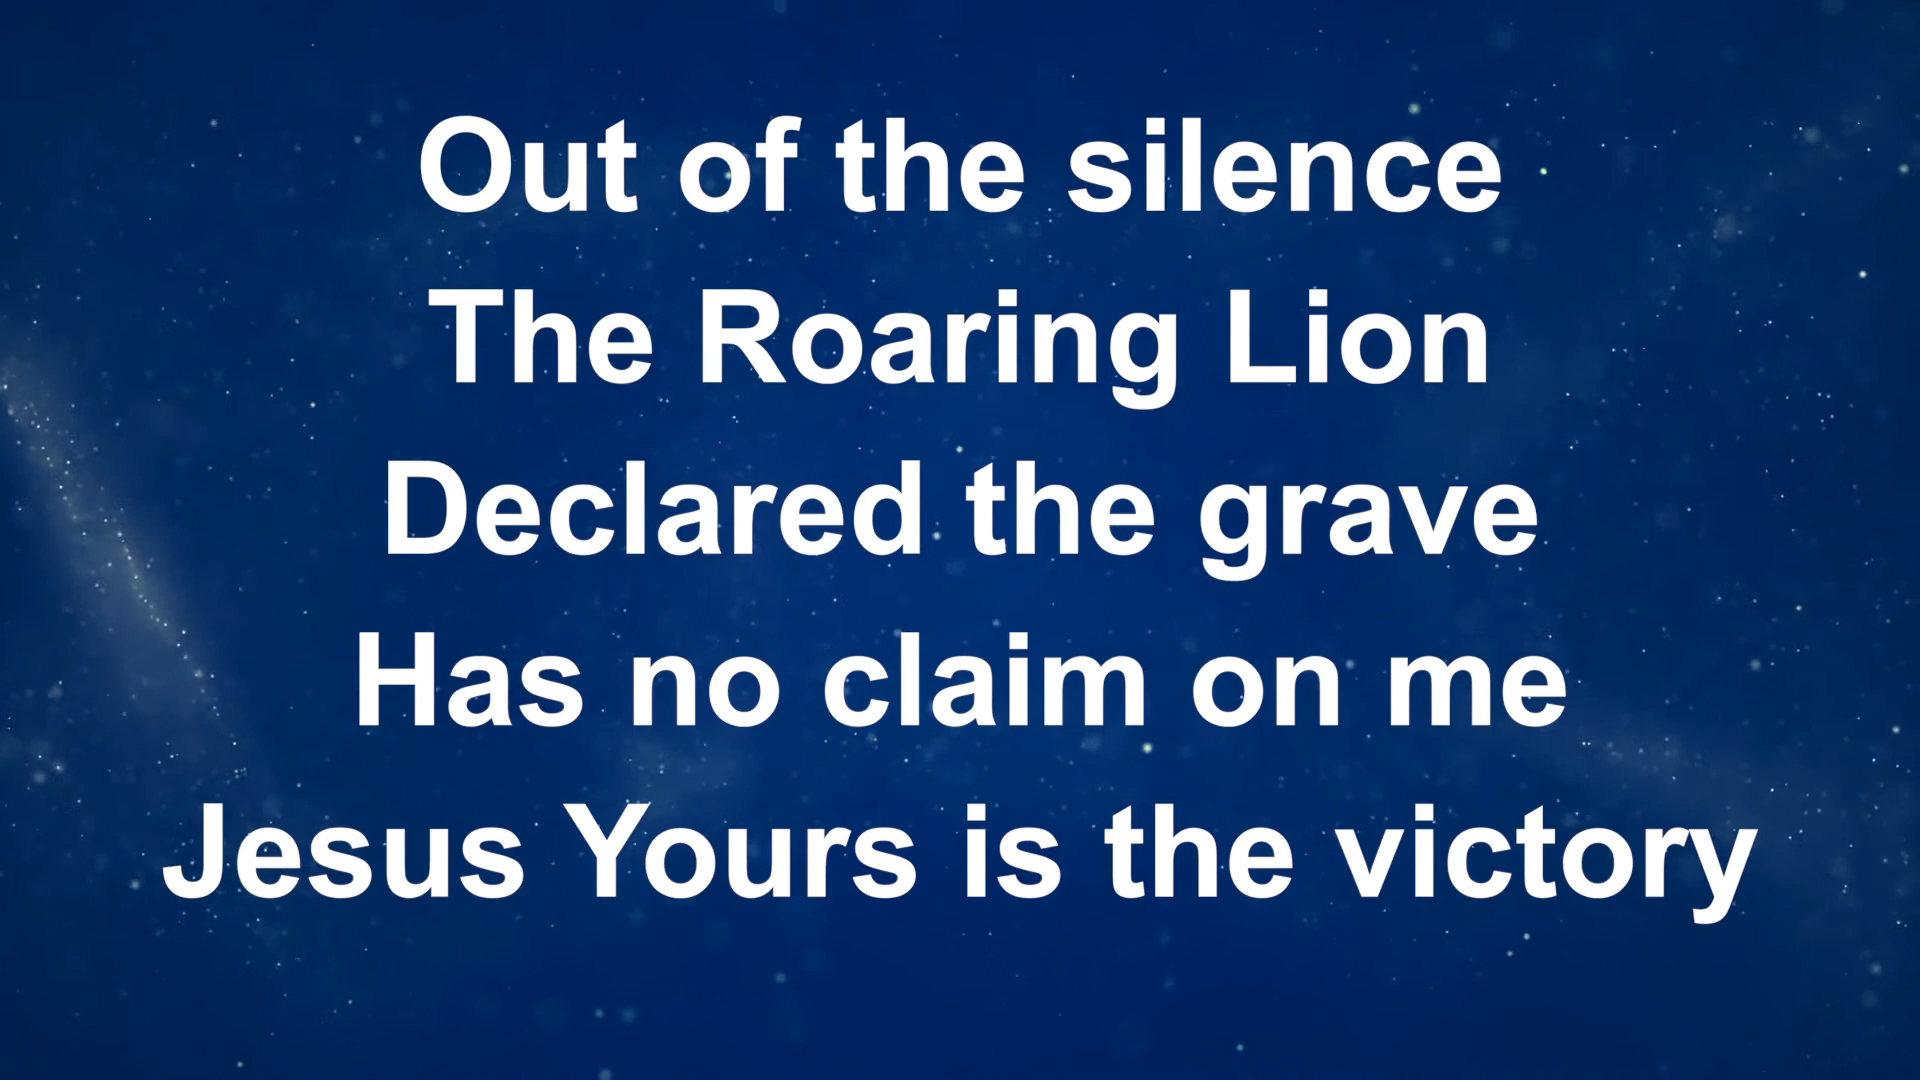 Out of the silence
The Roaring Lion
Declared the grave
Has no claim on me
Jesus Yours is the victory